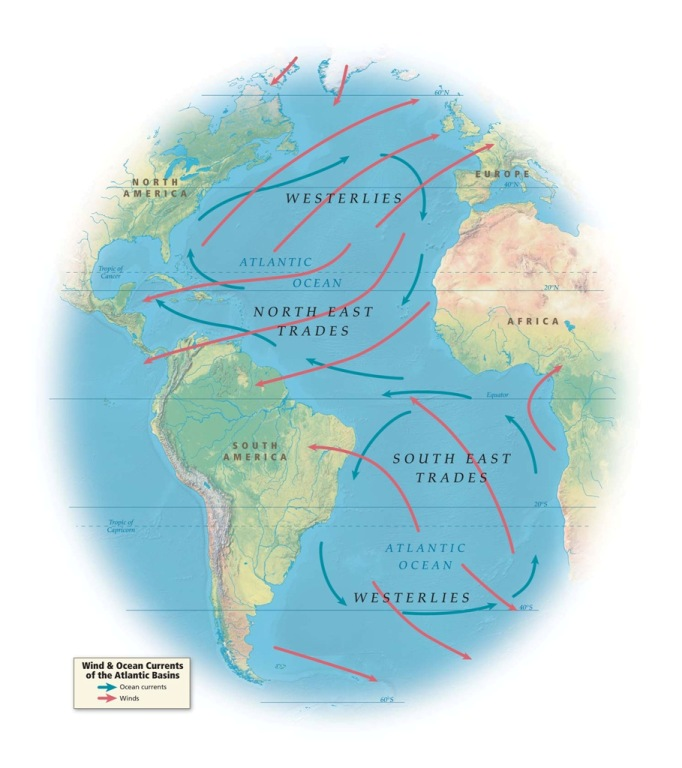 60°N
NORTH
AMERICA
EUROPE
40°N
WESTERLIES
ATLANTIC
OCEAN
Tropic of
Cancer
20°N
NORTH EAST
TRADES
AFRICA
Equator
SOUTH
AMERICA
SOUTH EAST
TRADES
20°S
Tropic of
Capricorn
ATLANTIC
OCEAN
WESTERLIES
40°S
60°S
Wind & Ocean Currents
of the Atlantic Basins
Ocean currents
Winds